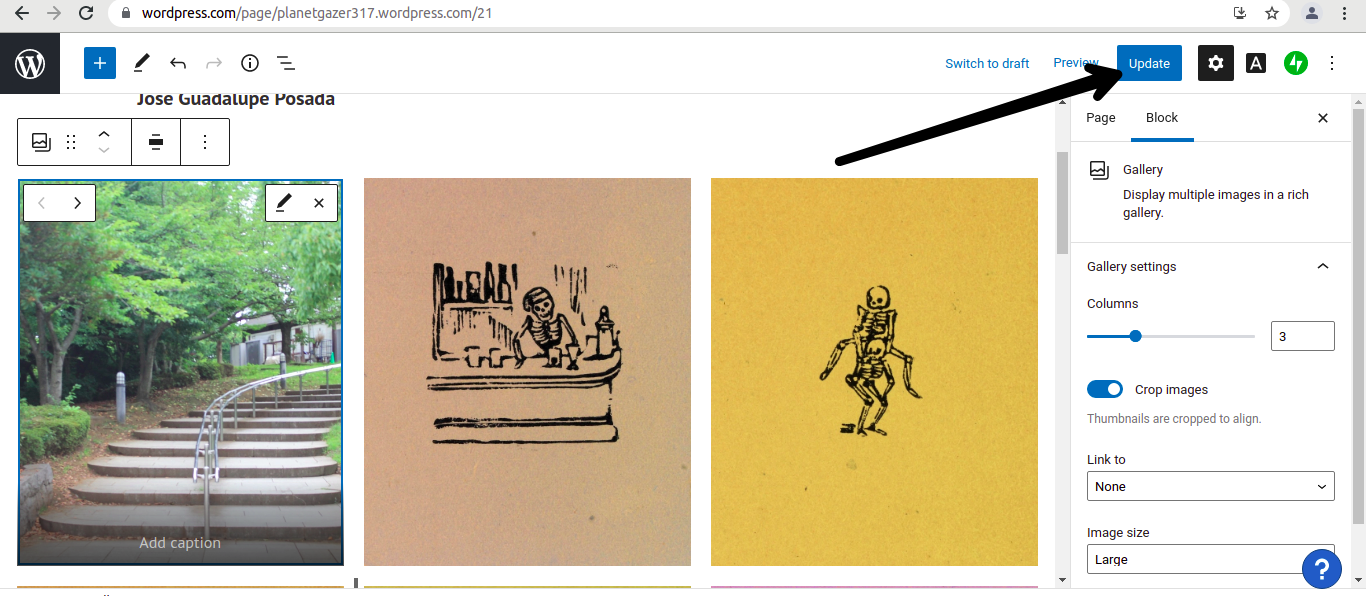 wordpress.com/page/planetgazer317.wordpress.com/21
Switch to draft
Preview
Update
A
Jose Guadalupe Posada
Page
Block
Gallery
Display multiple images in a rich
gallery.
Gallery settings
Columns
3
Crop images
Thumbnails are cropped to align.
Link to
None
Image size
Large
?
Add caption